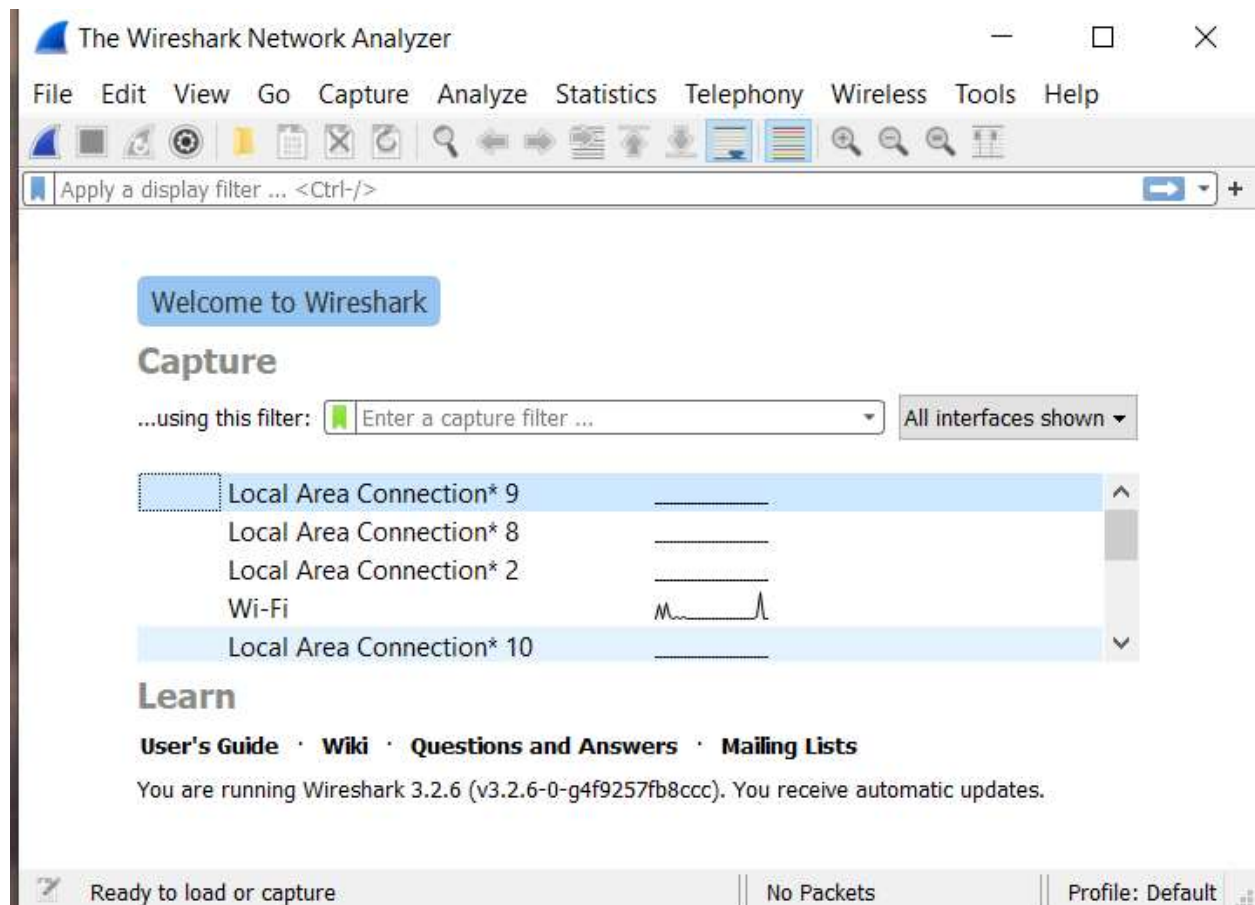 The Wireshark Network Analyzer
File Edit View Go Capture Analyze Statistics Telephony Wireless Tools Help
Apply a display filter ... <Ctrl-/>
Welcome to Wireshark
Capture
...using this filter: Enter a capture filter ... All interfaces shown
Local Area Connection* 9
Local Area Connection* 8
Local Area Connection* 2
Wi-Fi
Local Area Connection* 10
Learn
User's Guide · Wiki · Questions and Answers · Mailing Lists
You are running Wireshark 3.2.6 (v3.2.6-0-g4f9257fb8ccc). You receive automatic updates.
Ready to load or capture No Packets Profile: Default